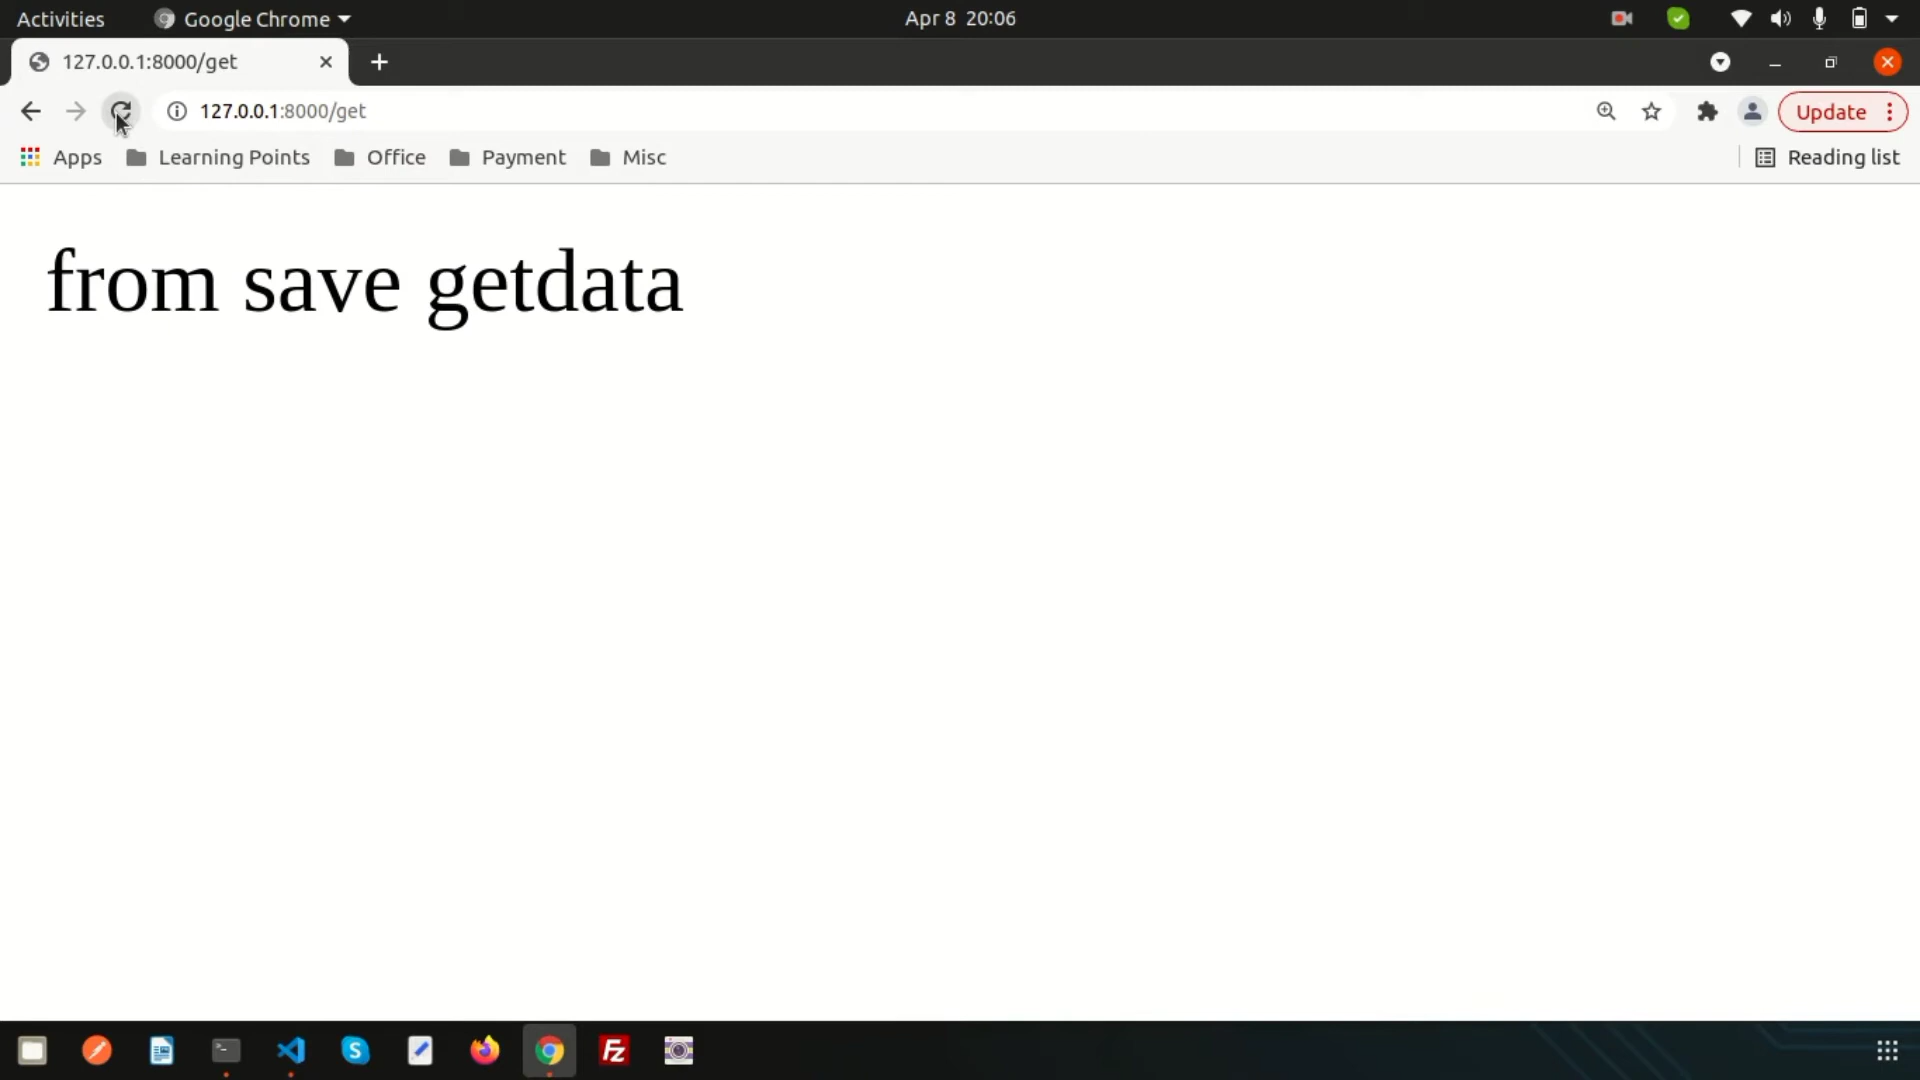 Activities
Google Chrome
Apr 8 20:06
127.0.0.1:8000/get
127.0.0.1:8000/get
Update
Apps
Learning Points
Office
Payment
Misc
Reading list
from save getdata